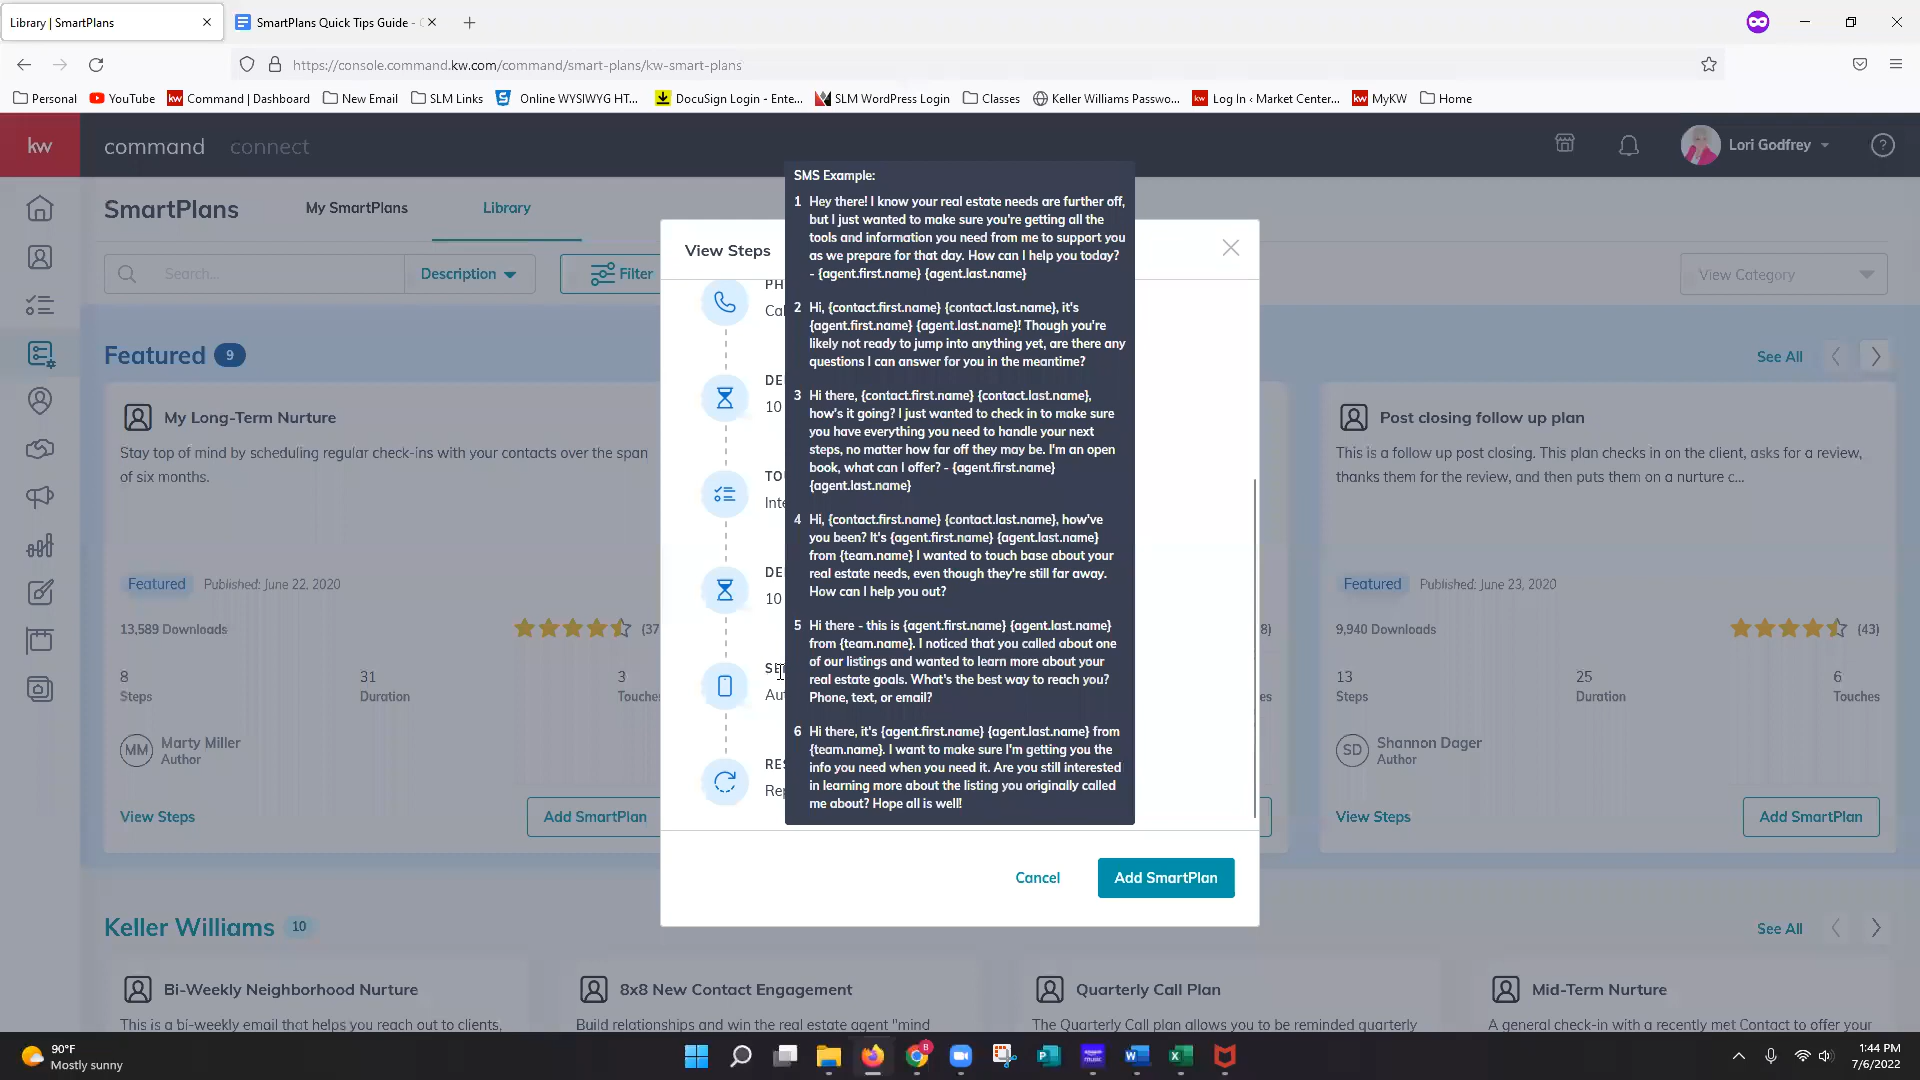 Library | SmartPlans
SmartPlans Quick Tips Guide -
https://console.command.kw.com/command/smart-plans/kw-smart-plans
Personal
YouTube
kw Command | Dashboard
New Email
SLM Links
Online WYSIWYG HT...
DocuSign Login - Ente...
SLM WordPress Login
Classes
Keller Williams Passwo...
kw Log In ‹ Market Center...
kw MyKW
Home
kw
command
connect
Lori Godfrey
SmartPlans
My SmartPlans
Library
Search...
Description
Filter
View Category
Featured 9
See All
My Long-Term Nurture
Stay top of mind by scheduling regular check-ins with your contacts over the span
of six months.
Featured
Published: June 22, 2020
13,589 Downloads
(37
8
Steps
31
Duration
3
Touches
MM
Marty Miller
Author
View Steps
Add SmartPlan
View Steps
PH
Cal
DE
10
TO
Inte
DE
10
SE
Au
RES
Rep
Cancel
Add SmartPlan
SMS Example:
1 Hey there! I know your real estate needs are further off,
but I just wanted to make sure you're getting all the
tools and information you need from me to support you
as we prepare for that day. How can I help you today?
- {agent.first.name} {agent.last.name}
2 Hi, {contact.first.name} {contact.last.name}, it's
{agent.first.name} {agent.last.name}! Though you're
likely not ready to jump into anything yet, are there any
questions I can answer for you in the meantime?
3 Hi there, {contact.first.name} {contact.last.name},
how's it going? I just wanted to check in to make sure
you have everything you need to handle your next
steps, no matter how far off they may be. I'm an open
book, what can I offer? - {agent.first.name}
{agent.last.name}
4 Hi, {contact.first.name} {contact.last.name}, how've
you been? It's {agent.first.name} {agent.last.name}
from {team.name} I wanted to touch base about your
real estate needs, even though they're still far away.
How can I help you out?
5 Hi there - this is {agent.first.name} {agent.last.name}
from {team.name}. I noticed that you called about one
of our listings and wanted to learn more about your
real estate goals. What's the best way to reach you?
Phone, text, or email?
6 Hi there, it's {agent.first.name} {agent.last.name} from
{team.name}. I want to make sure I'm getting you the
info you need when you need it. Are you still interested
in learning more about the listing you originally called
me about? Hope all is well!
8)
Post closing follow up plan
This is a follow up post closing. This plan checks in on the client, asks for a review,
thanks them for the review, and then puts them on a nurture c...
Featured
Published: June 23, 2020
9,940 Downloads
(43)
13
Steps
25
Duration
6
Touches
SD
Shannon Dager
Author
View Steps
Add SmartPlan
Keller Williams 10
See All
Bi-Weekly Neighborhood Nurture
This is a bi-weekly email that helps you reach out to clients,
8x8 New Contact Engagement
Build relationships and win the real estate agent "mind
Quarterly Call Plan
The Quarterly Call plan allows you to be reminded quarterly
Mid-Term Nurture
A general check-in with a recently met Contact to offer your
90°F
Mostly sunny
1:44 PM
7/6/2022